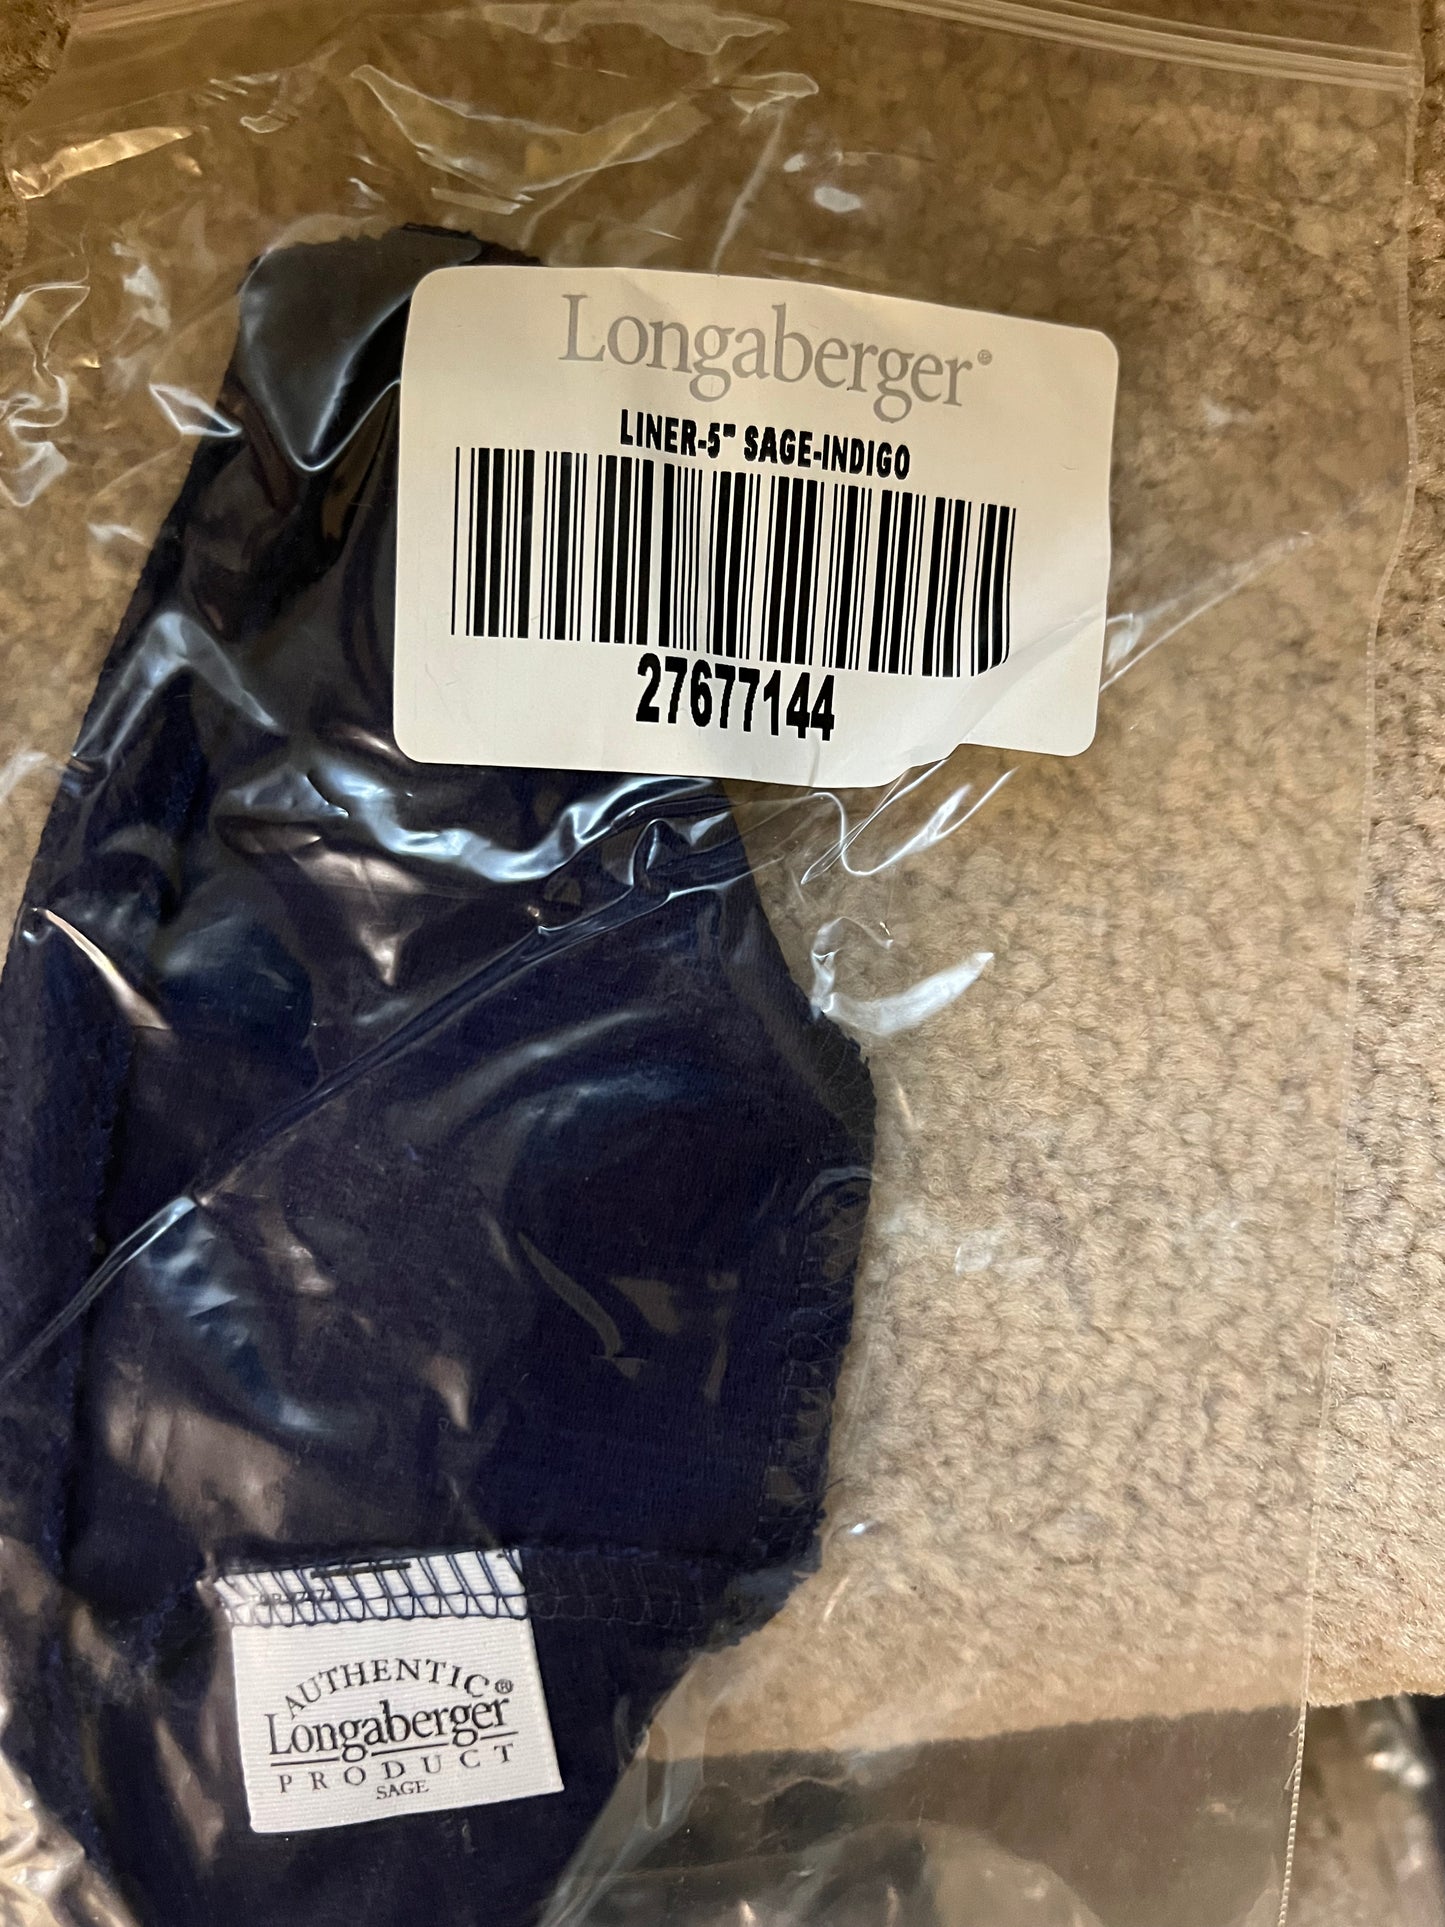 Longaberger®
LINER-5" SAGE-INDIGO
27677144
AUTHENTIC®
Longaberger
PRODUCT
SAGE